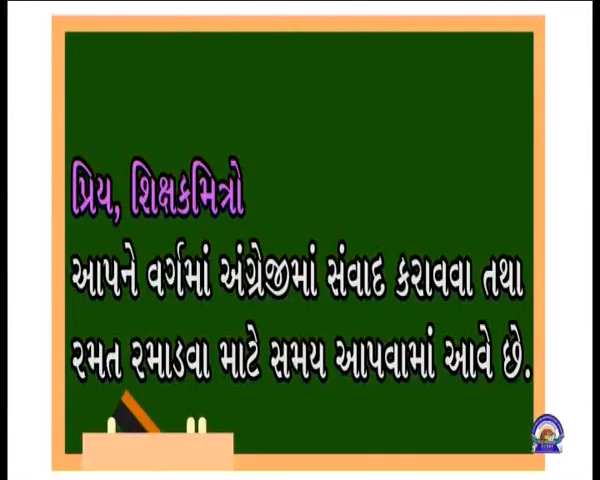 પ્રિય, શિક્ષકમિત્રો
આપને વર્ગમાં અંગ્રેજીમાં સંવાદ કરાવવા તથા
રમત રમાડવા માટે સમય આપવામાં આવે છે.